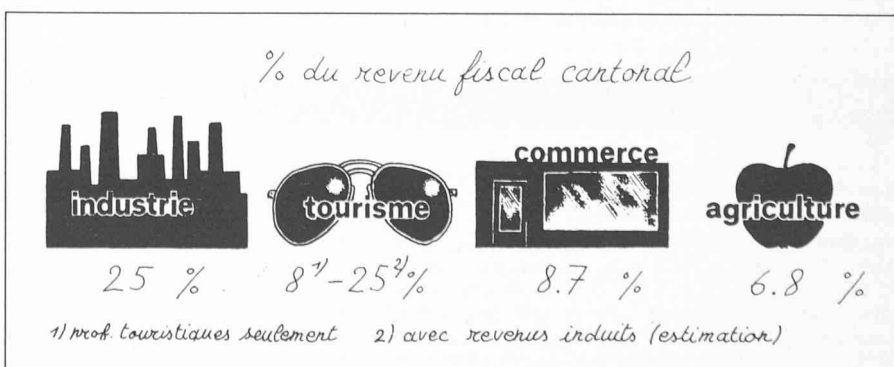 % du revenu fiscal cantonal
industrie tourisme commerce agriculture
25 % 8¹⁾-25²⁾% 8.7 % 6.8 %
1) prof. touristiques seulement 2) avec revenus induits (estimation)